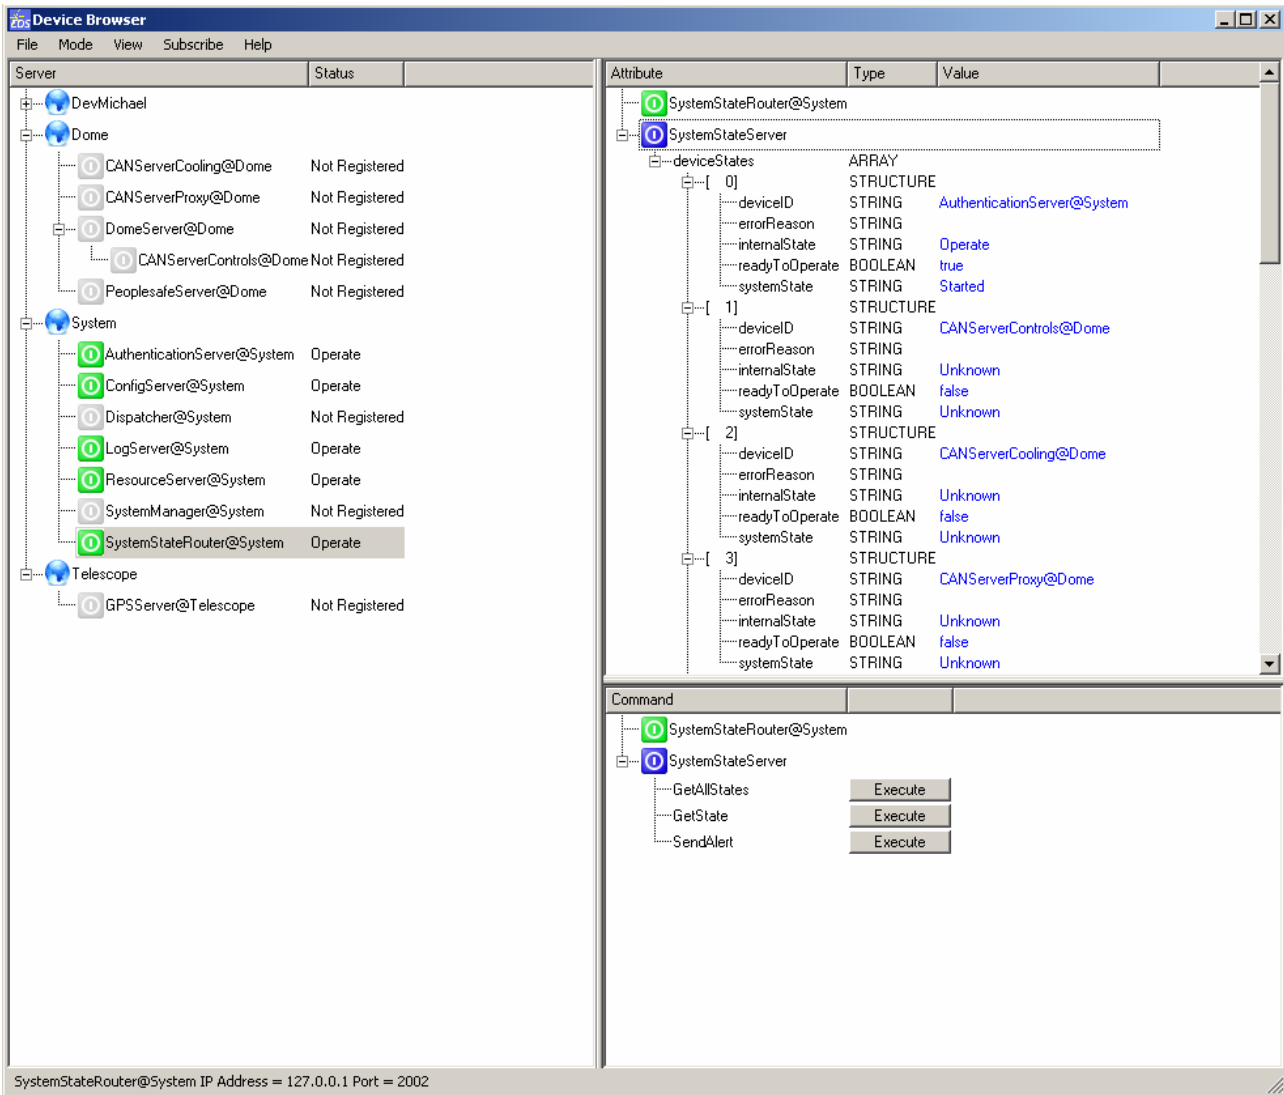 EOS Device Browser
File Mode View Subscribe Help
Server Status
DevMichael
Dome
CANServerCooling@Dome Not Registered
CANServerProxy@Dome Not Registered
DomeServer@Dome Not Registered
CANServerControls@Dome Not Registered
PeoplesafeServer@Dome Not Registered
System
AuthenticationServer@System Operate
ConfigServer@System Operate
Dispatcher@System Not Registered
LogServer@System Operate
ResourceServer@System Operate
SystemManager@System Not Registered
SystemStateRouter@System Operate
Telescope
GPSServer@Telescope Not Registered
Attribute Type Value
SystemStateRouter@System
SystemStateServer
deviceStates ARRAY
[ 0] STRUCTURE
deviceID STRING AuthenticationServer@System
errorReason STRING
internalState STRING Operate
readyToOperate BOOLEAN true
systemState STRING Started
[ 1] STRUCTURE
deviceID STRING CANServerControls@Dome
errorReason STRING
internalState STRING Unknown
readyToOperate BOOLEAN false
systemState STRING Unknown
[ 2] STRUCTURE
deviceID STRING CANServerCooling@Dome
errorReason STRING
internalState STRING Unknown
readyToOperate BOOLEAN false
systemState STRING Unknown
[ 3] STRUCTURE
deviceID STRING CANServerProxy@Dome
errorReason STRING
internalState STRING Unknown
readyToOperate BOOLEAN false
systemState STRING Unknown
Command
SystemStateRouter@System
SystemStateServer
GetAllStates Execute
GetState Execute
SendAlert Execute
SystemStateRouter@System IP Address = 127.0.0.1 Port = 2002